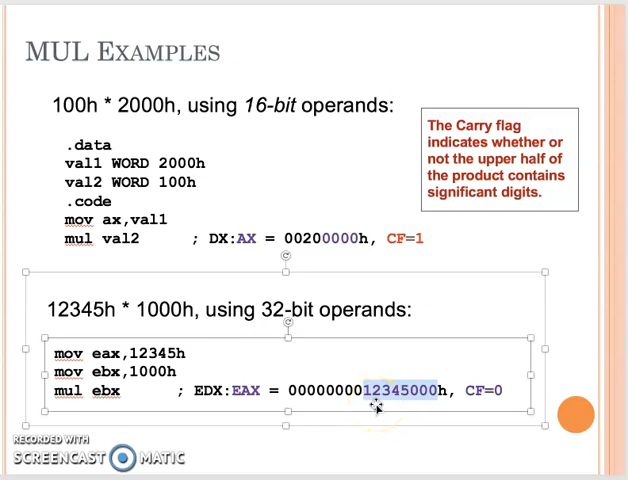 MUL EXAMPLES
100h * 2000h, using 16-bit operands:
.data
val1 WORD 2000h
val2 WORD 100h
.code
mov ax,val1
mul val2 ; DX:AX = 00200000h, CF=1
The Carry flag
indicates whether or
not the upper half of
the product contains
significant digits.
12345h * 1000h, using 32-bit operands:
mov eax,12345h
mov ebx,1000h
mul ebx ; EDX:EAX = 0000000012345000h, CF=0
RECORDED WITH
SCREENCAST MATIC